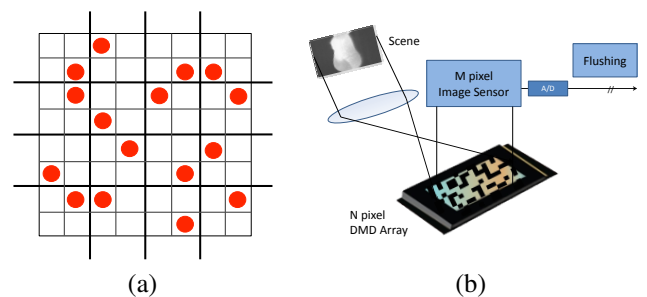 Scene
M pixel
Image Sensor
A/D
Flushing
//
N pixel
DMD Array
(a)
(b)